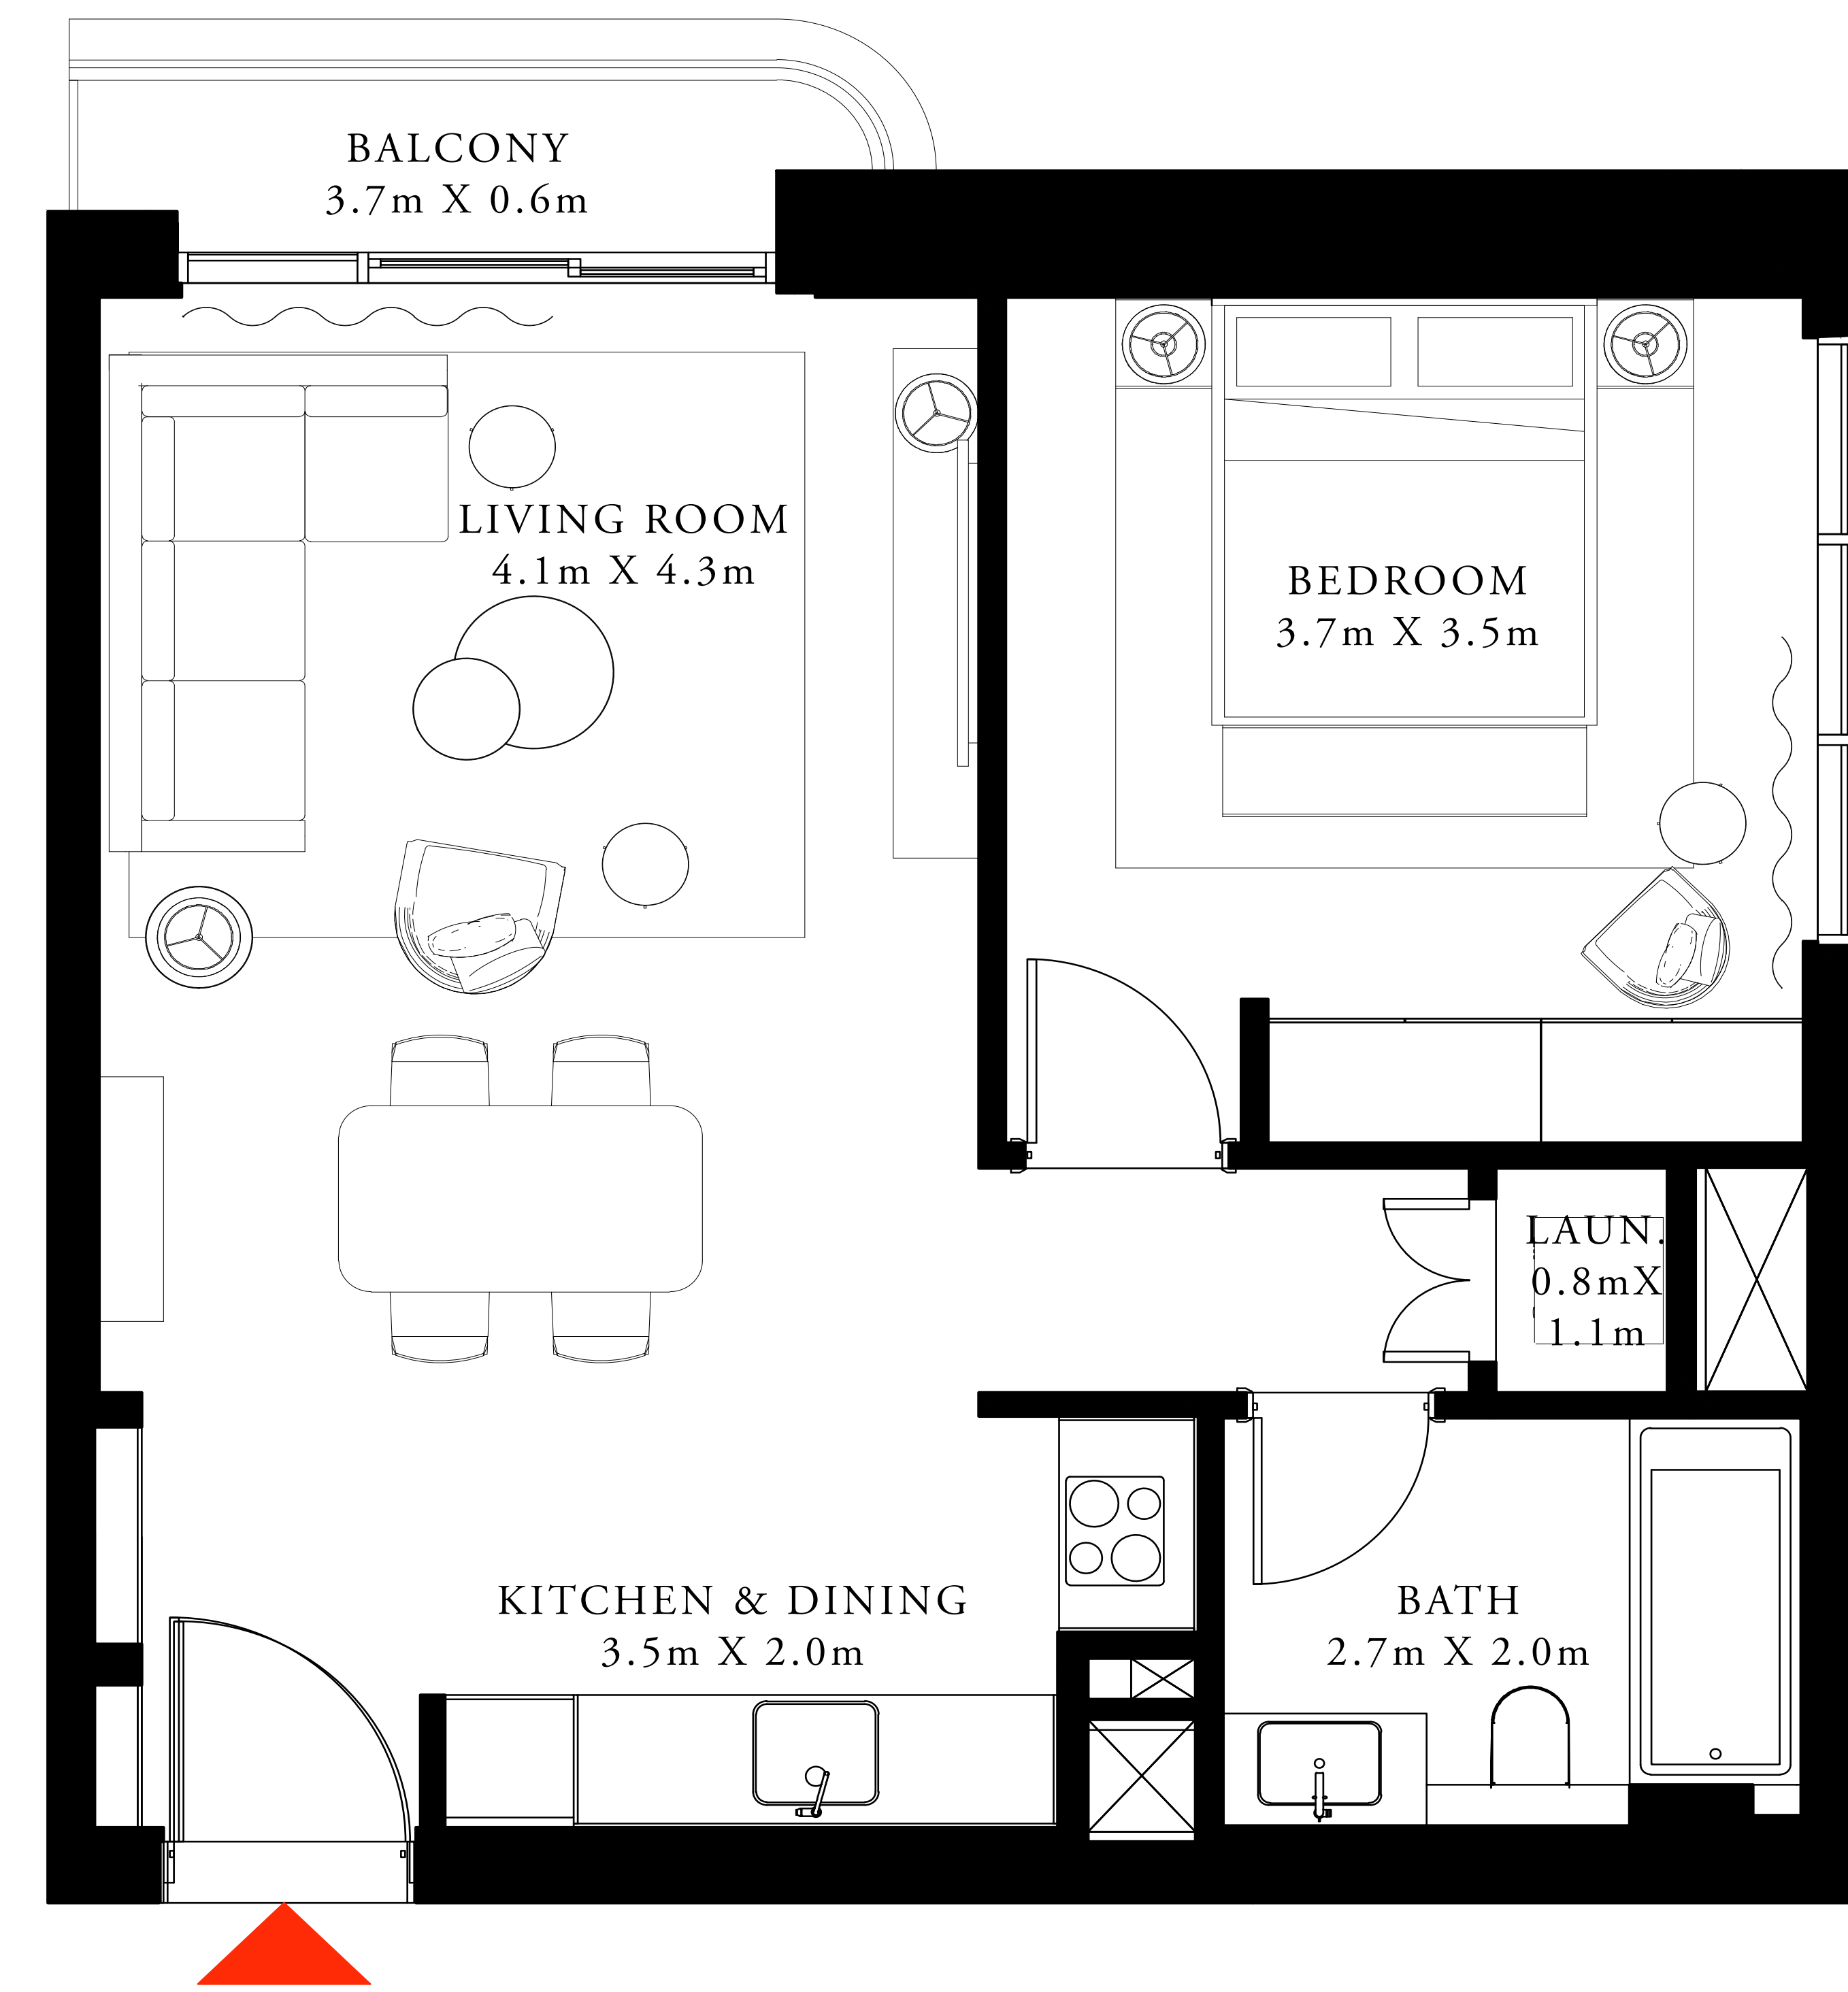 BALCONY
3.7m X 0.6m
LIVING ROOM
4.1m X 4.3m
BEDROOM
3.7m X 3.5m
LAUN.
0.8mX
1.1m
KITCHEN & DINING
3.5m X 2.0m
BATH
2.7m X 2.0m